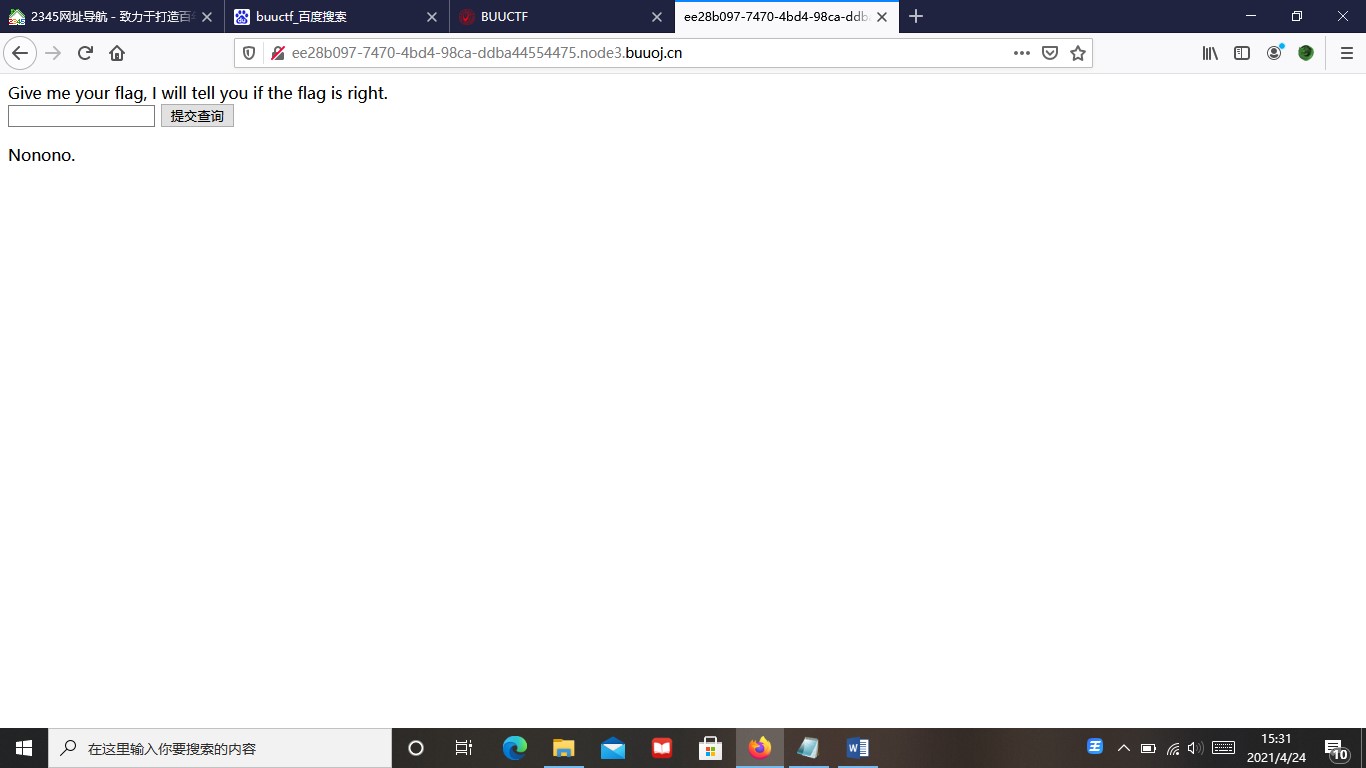 2345网址导航 - 致力于打造百
buuctf_百度搜索
BUUCTF
ee28b097-7470-4bd4-98ca-ddb
ee28b097-7470-4bd4-98ca-ddba44554475.node3.buuoj.cn
Give me your flag, I will tell you if the flag is right.
提交查询
Nonono.
在这里输入你要搜索的内容
15:31
2021/4/24
10